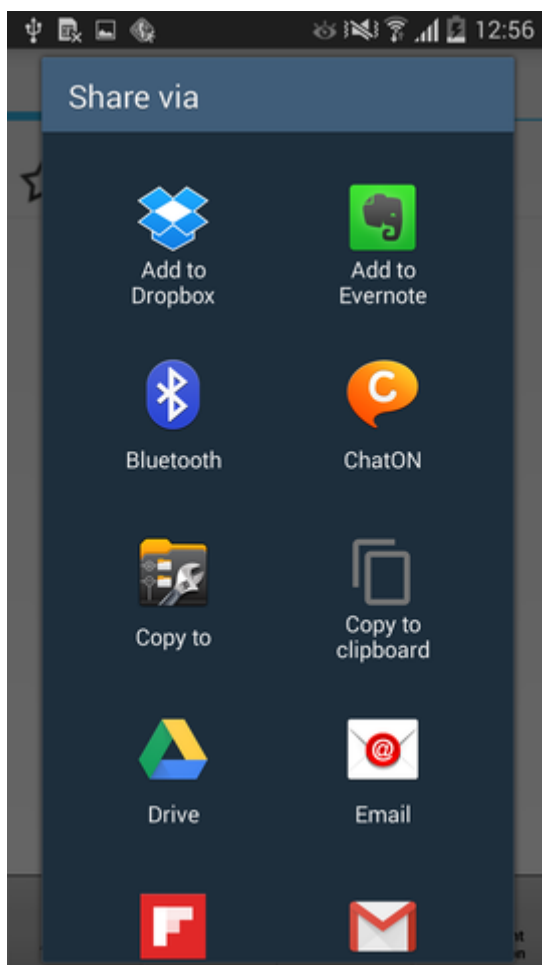 12:56
Share via
Add to
Dropbox
Add to
Evernote
Bluetooth
C
ChatON
Copy to
Copy to
clipboard
Drive
@
Email